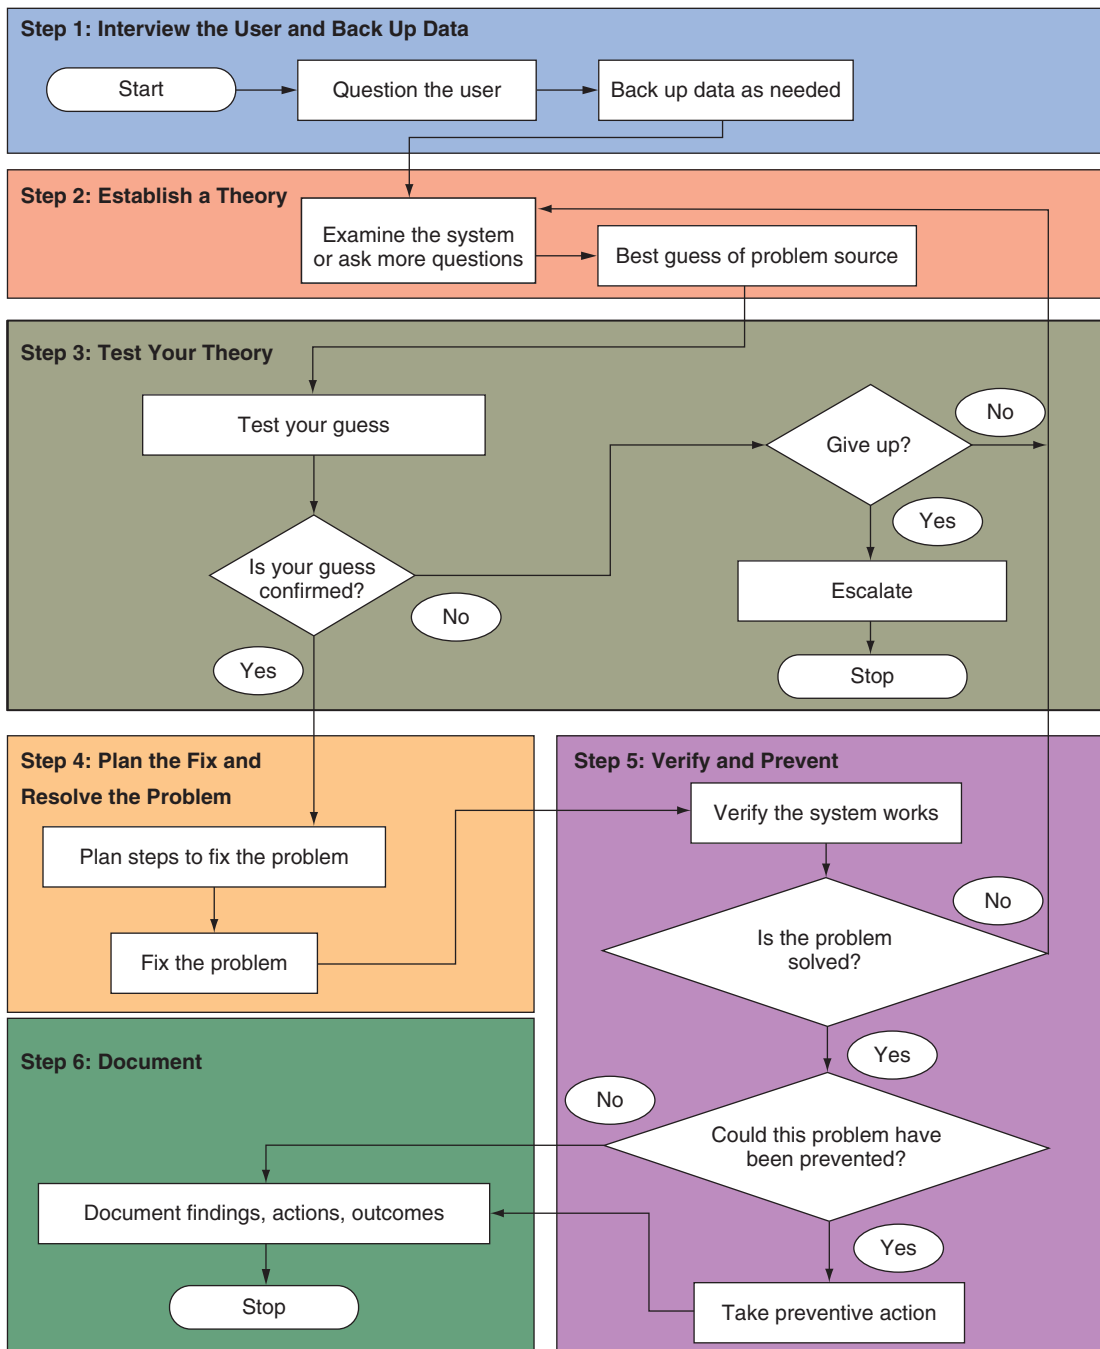 Step 1: Interview the User and Back Up Data
Start
Question the user
Back up data as needed
Step 2: Establish a Theory
Examine the system
or ask more questions
Best guess of problem source
Step 3: Test Your Theory
Test your guess
Give up?
No
Yes
Is your guess
confirmed?
No
Escalate
Yes
Stop
Step 4: Plan the Fix and
Resolve the Problem
Plan steps to fix the problem
Fix the problem
Step 5: Verify and Prevent
Verify the system works
No
Is the problem
solved?
Yes
No
Could this problem have
been prevented?
Yes
Take preventive action
Step 6: Document
Document findings, actions, outcomes
Stop